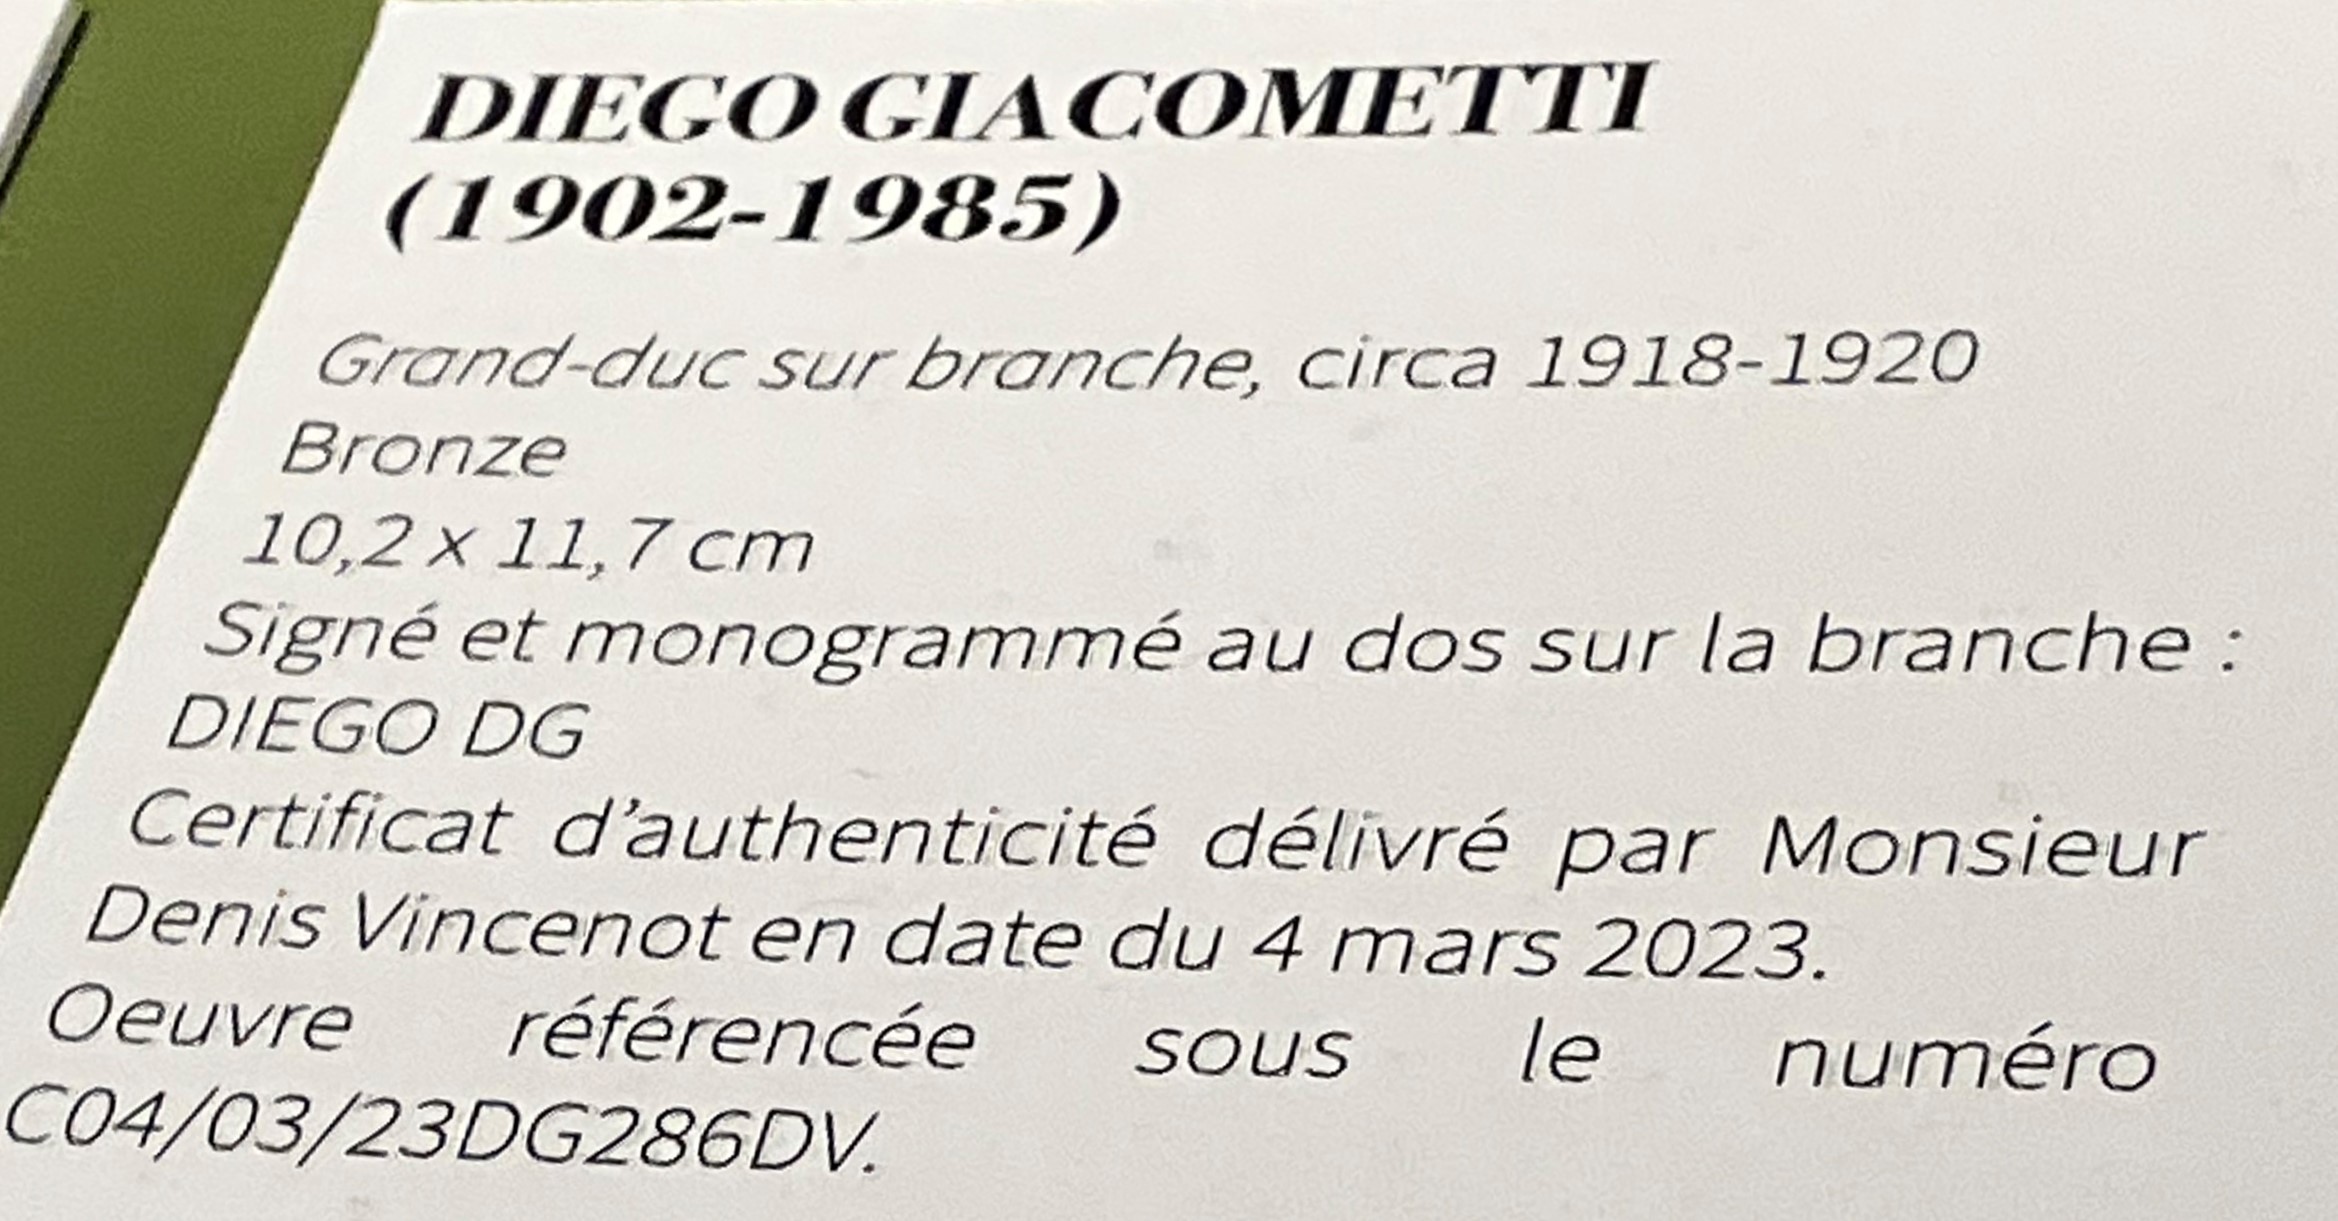 DIEGO GIACOMETTI
(1902-1985)
Grand-duc sur branche, circa 1918-1920
Bronze
10,2 x 11,7 cm
Signé et monogrammé au dos sur la branche :
DIEGO DG
Certificat d'authenticité délivré par Monsieur
Denis Vincenot en date du 4 mars 2023.
Oeuvre référencée sous le numéro
C04/03/23DG286DV.